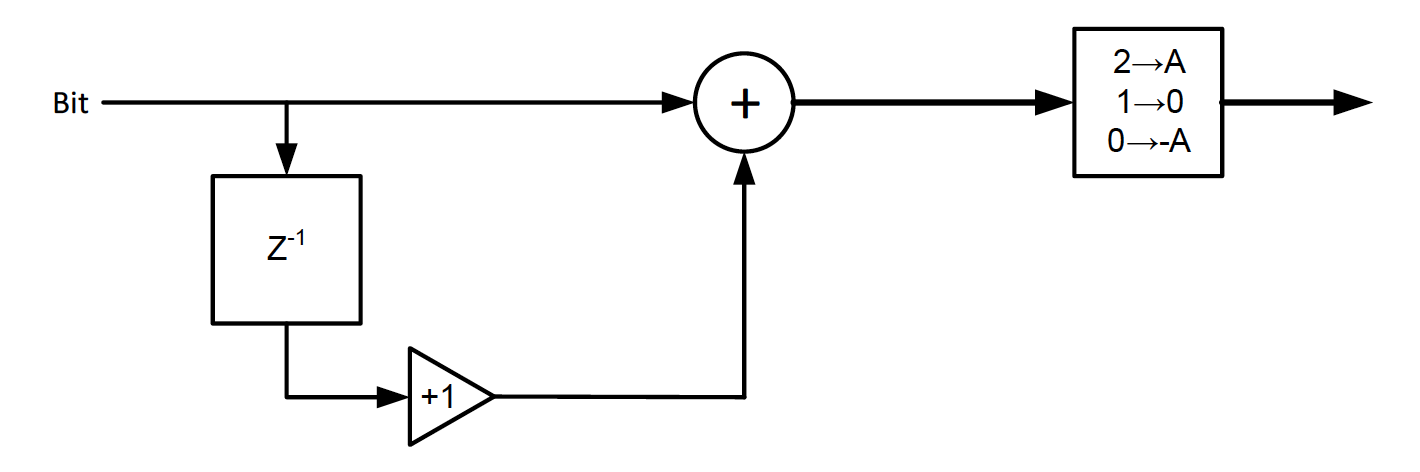 Bit
+
2→A
1→0
0→-A
Z⁻¹
+1